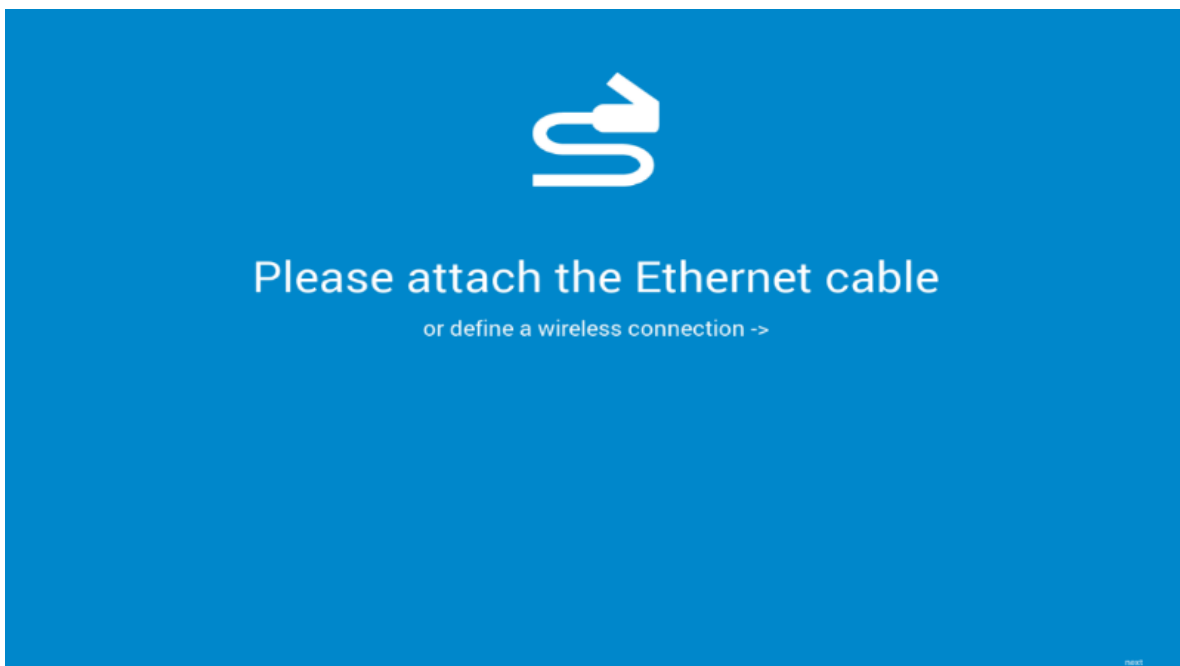 Please attach the Ethernet cable
or define a wireless connection ->
next